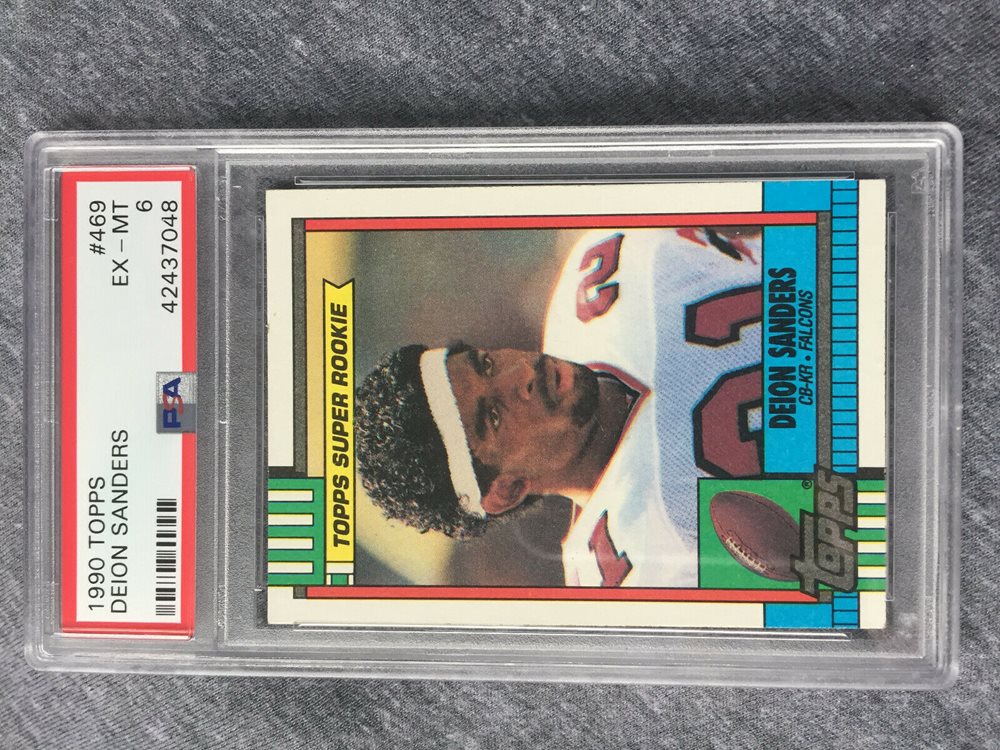 1990 TOPPS #469
DEION SANDERS EX – MT
PSA 6
42437048
TOPPS SUPER ROOKIE
DEION SANDERS
CB-KR • FALCONS
Topps®